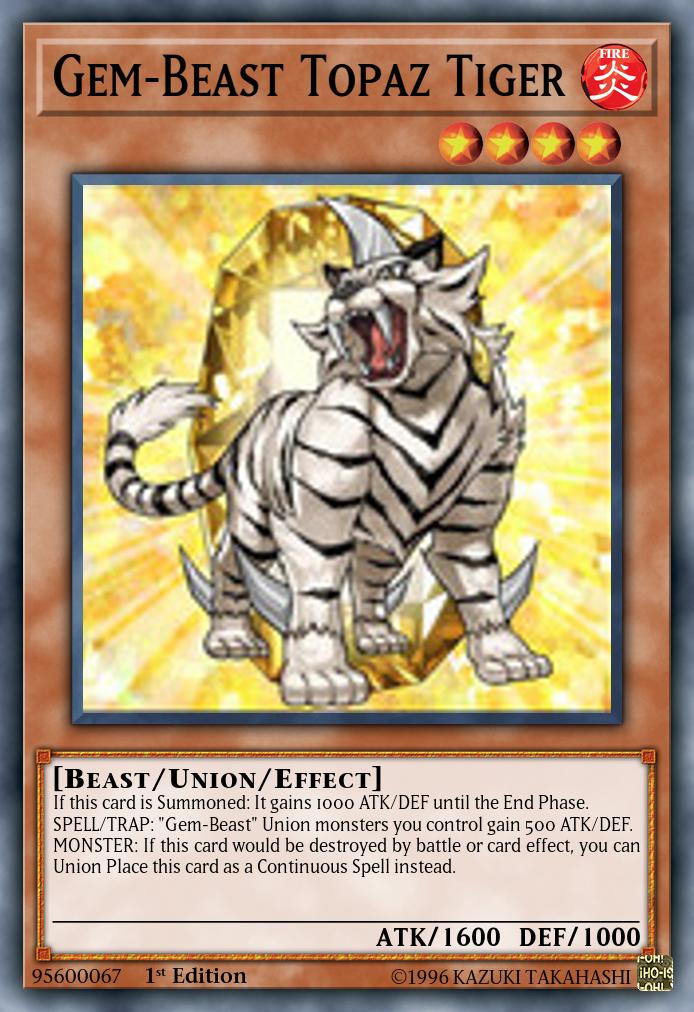 GEM-BEAST TOPAZ TIGER
FIRE
炎
[BEAST/UNION/EFFECT]
If this card is Summoned: It gains 1000 ATK/DEF until the End Phase.
SPELL/TRAP: "Gem-Beast" Union monsters you control gain 500 ATK/DEF.
MONSTER: If this card would be destroyed by battle or card effect, you can
Union Place this card as a Continuous Spell instead.
ATK/1600 DEF/1000
95600067 1st Edition ©1996 KAZUKI TAKAHASHI